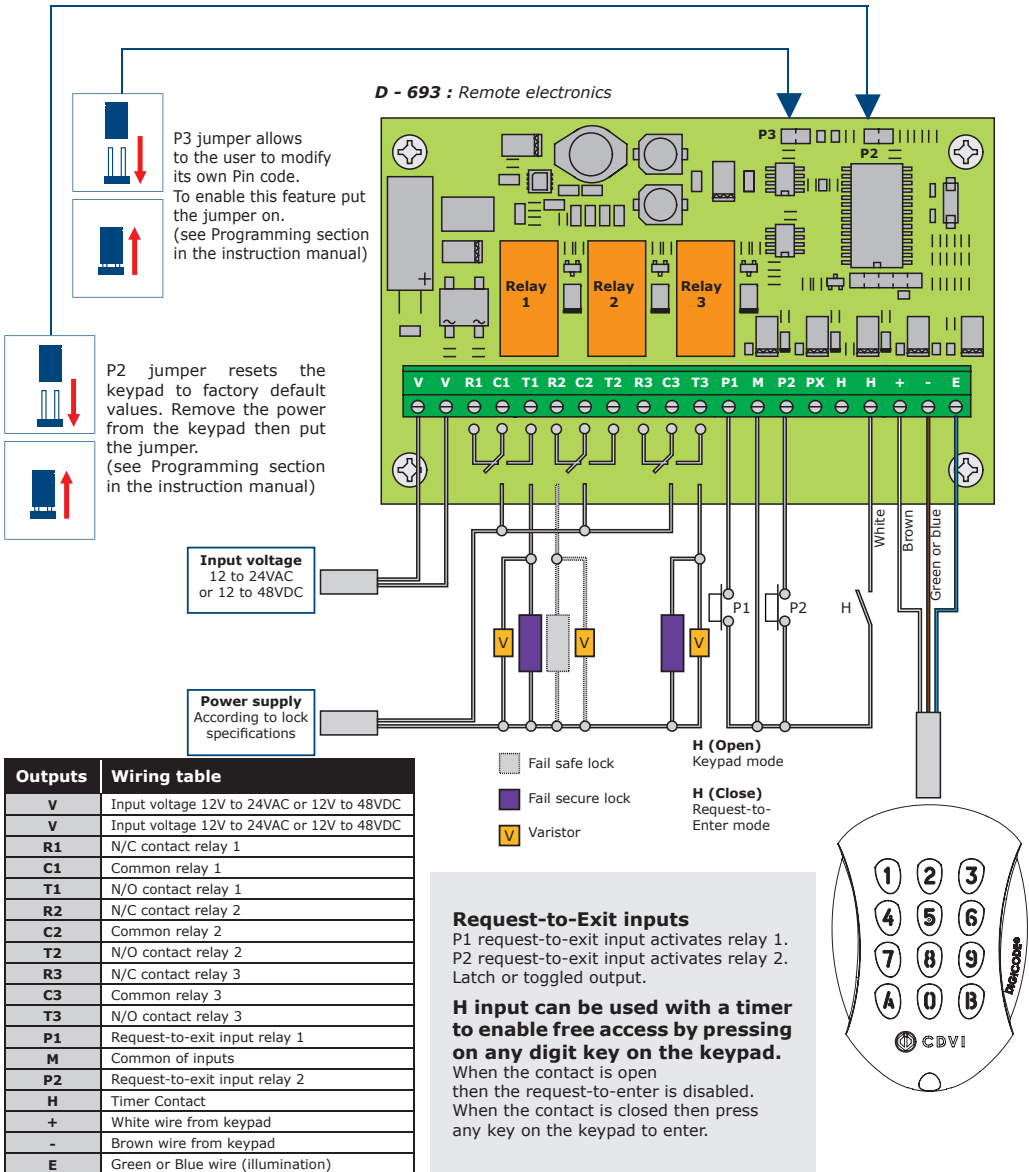 D - 693 : Remote electronics
P3 jumper allows
to the user to modify
its own Pin code.
To enable this feature put
the jumper on.
(see Programming section
in the instruction manual)
P2 jumper resets the
keypad to factory default
values. Remove the power
from the keypad then put
the jumper.
(see Programming section
in the instruction manual)
P3
P2
+
~ ~
Relay
1
Relay
2
Relay
3
V V R1 C1 T1 R2 C2 T2 R3 C3 T3 P1 M P2 PX H H + - E
White
Brown
Green or blue
Input voltage
12 to 24VAC
or 12 to 48VDC
V V V
P1 P2 H
Power supply
According to lock
specifications
Fail safe lock
Fail secure lock
V Varistor
H (Open)
Keypad mode
H (Close)
Request-to-
Enter mode
Outputs Wiring table
V Input voltage 12V to 24VAC or 12V to 48VDC
V Input voltage 12V to 24VAC or 12V to 48VDC
R1 N/C contact relay 1
C1 Common relay 1
T1 N/O contact relay 1
R2 N/C contact relay 2
C2 Common relay 2
T2 N/O contact relay 2
R3 N/C contact relay 3
C3 Common relay 3
T3 N/O contact relay 3
P1 Request-to-exit input relay 1
M Common of inputs
P2 Request-to-exit input relay 2
H Timer Contact
+ White wire from keypad
- Brown wire from keypad
E Green or Blue wire (illumination)
Request-to-Exit inputs
P1 request-to-exit input activates relay 1.
P2 request-to-exit input activates relay 2.
Latch or toggled output.
H input can be used with a timer
to enable free access by pressing
on any digit key on the keypad.
When the contact is open
then the request-to-enter is disabled.
When the contact is closed then press
any key on the keypad to enter.
1 2 3
4 5 6
7 8 9
A 0 B
DIGICODE®
CDVI